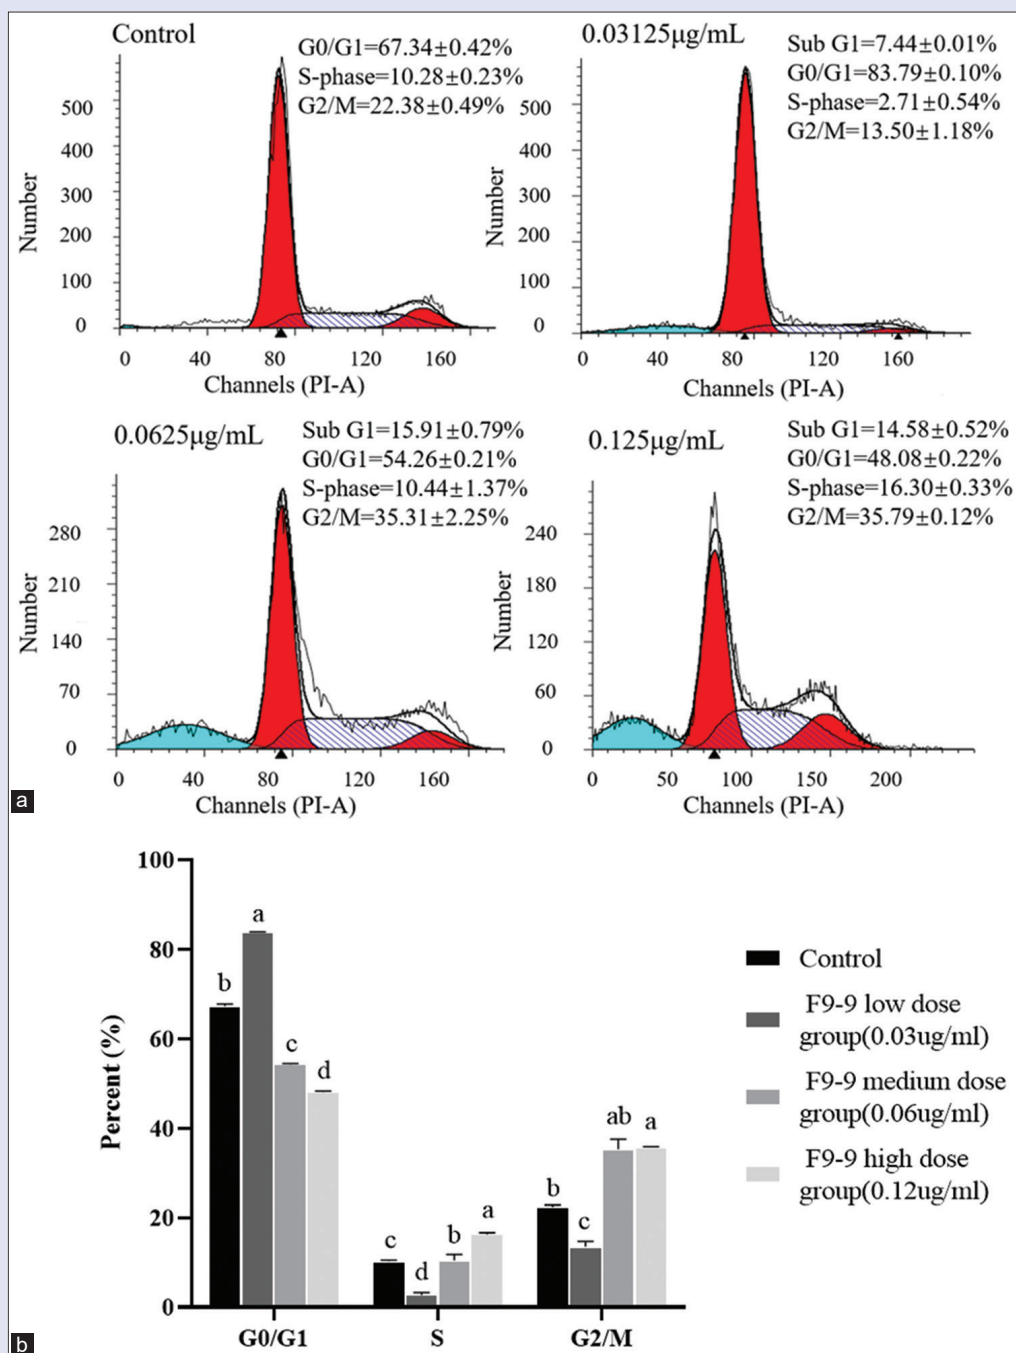 Control
G0/G1=67.34±0.42%
S-phase=10.28±0.23%
G2/M=22.38±0.49%
Number
500
400
300
200
100
0
0 40 80 120 160
Channels (PI-A)
0.03125μg/mL
Sub G1=7.44±0.01%
G0/G1=83.79±0.10%
S-phase=2.71±0.54%
G2/M=13.50±1.18%
Number
500
400
300
200
100
0
0 40 80 120 160
Channels (PI-A)
0.0625μg/mL
Sub G1=15.91±0.79%
G0/G1=54.26±0.21%
S-phase=10.44±1.37%
G2/M=35.31±2.25%
Number
280
210
140
70
0
0 40 80 120 160
Channels (PI-A)
0.125μg/mL
Sub G1=14.58±0.52%
G0/G1=48.08±0.22%
S-phase=16.30±0.33%
G2/M=35.79±0.12%
Number
240
180
120
60
0
0 50 100 150 200
Channels (PI-A)
a
Percent (%)
100
80
60
40
20
0
b a c d
c d b a
b c ab a
G0/G1 S G2/M
Control
F9-9 low dose
group(0.03ug/ml)
F9-9 medium dose
group(0.06ug/ml)
F9-9 high dose
group(0.12ug/ml)
b